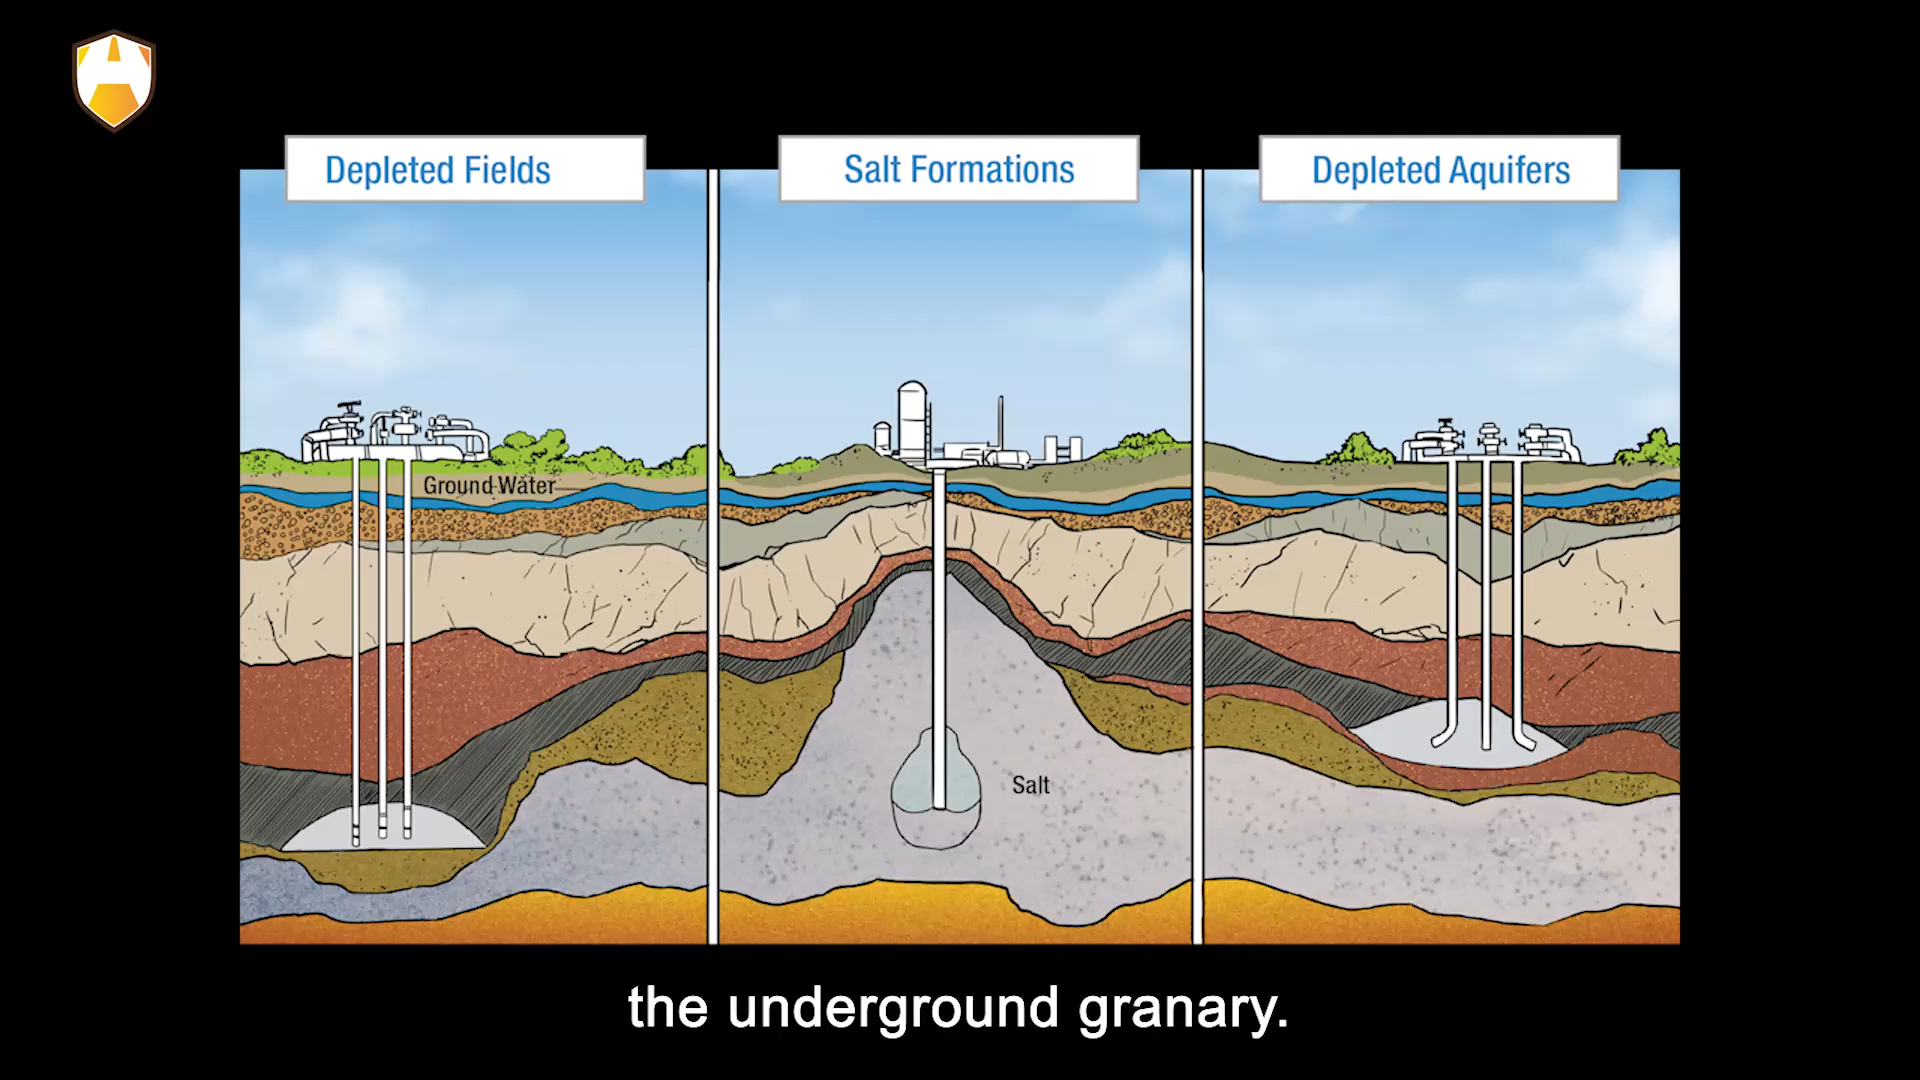 Depleted Fields
Salt Formations
Depleted Aquifers
Ground Water
Salt
the underground granary.